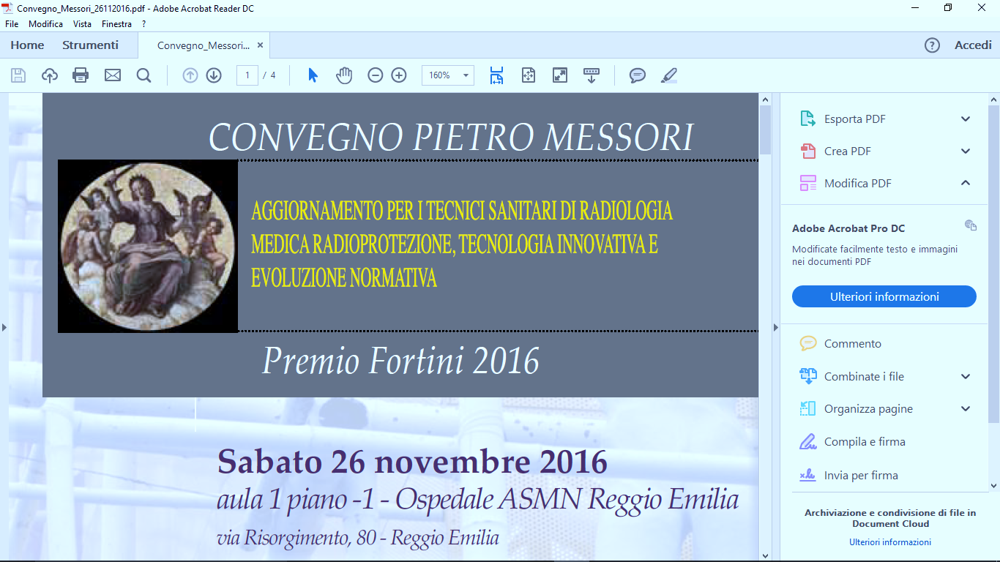 Convegno_Messori_26112016.pdf - Adobe Acrobat Reader DC
File Modifica Vista Finestra ?
Home Strumenti Convegno_Messori... × ? Accedi
1 / 4 160%
CONVEGNO PIETRO MESSORI
AGGIORNAMENTO PER I TECNICI SANITARI DI RADIOLOGIA
MEDICA RADIOPROTEZIONE, TECNOLOGIA INNOVATIVA E
EVOLUZIONE NORMATIVA
Premio Fortini 2016
Sabato 26 novembre 2016
aula 1 piano -1 - Ospedale ASMN Reggio Emilia
via Risorgimento, 80 - Reggio Emilia
Esporta PDF
Crea PDF
Modifica PDF
Adobe Acrobat Pro DC
Modificate facilmente testo e immagini
nei documenti PDF
Ulteriori informazioni
Commento
Combinate i file
Organizza pagine
Compila e firma
Invia per firma
Archiviazione e condivisione di file in
Document Cloud
Ulteriori informazioni